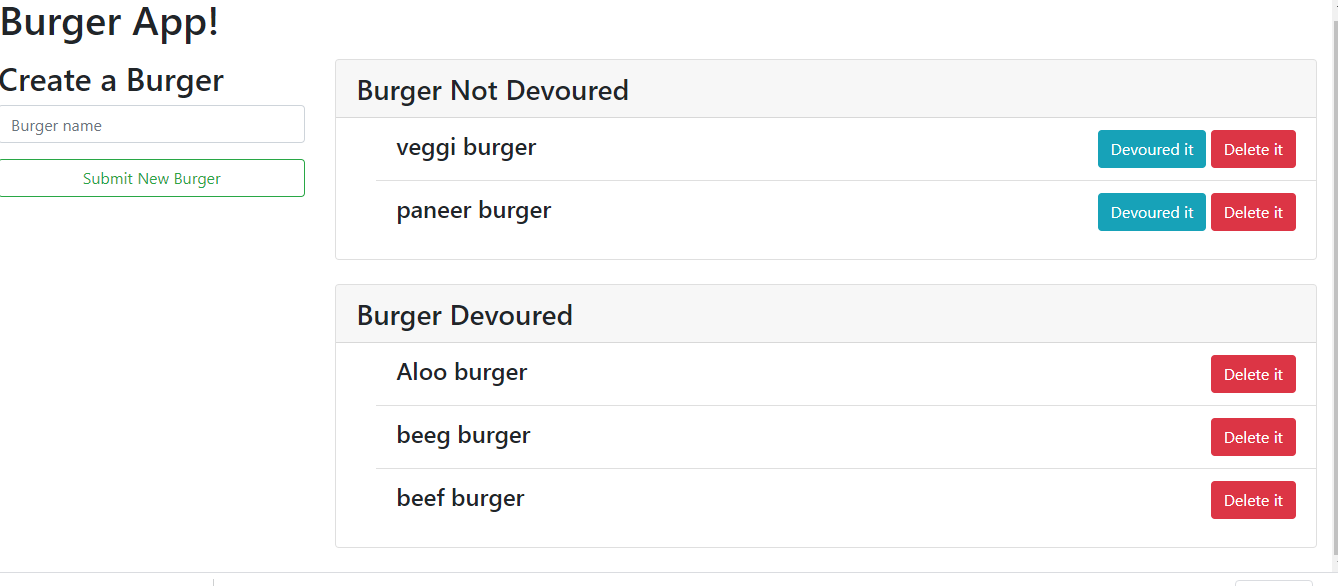 Burger App!
Create a Burger
Burger name
Submit New Burger
Burger Not Devoured
veggi burger Devoured it Delete it
paneer burger Devoured it Delete it
Burger Devoured
Aloo burger Delete it
beeg burger Delete it
beef burger Delete it